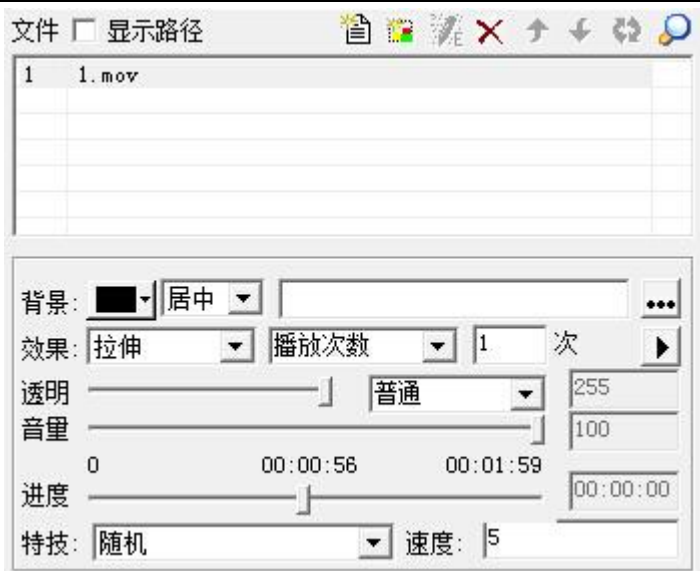 文件 显示路径
1 1.mov
背景: 居中
效果: 拉伸 播放次数 1 次
透明 普通 255
音量 100
0 00:00:56 00:01:59
进度 00:00:00
特技: 随机 速度: 5